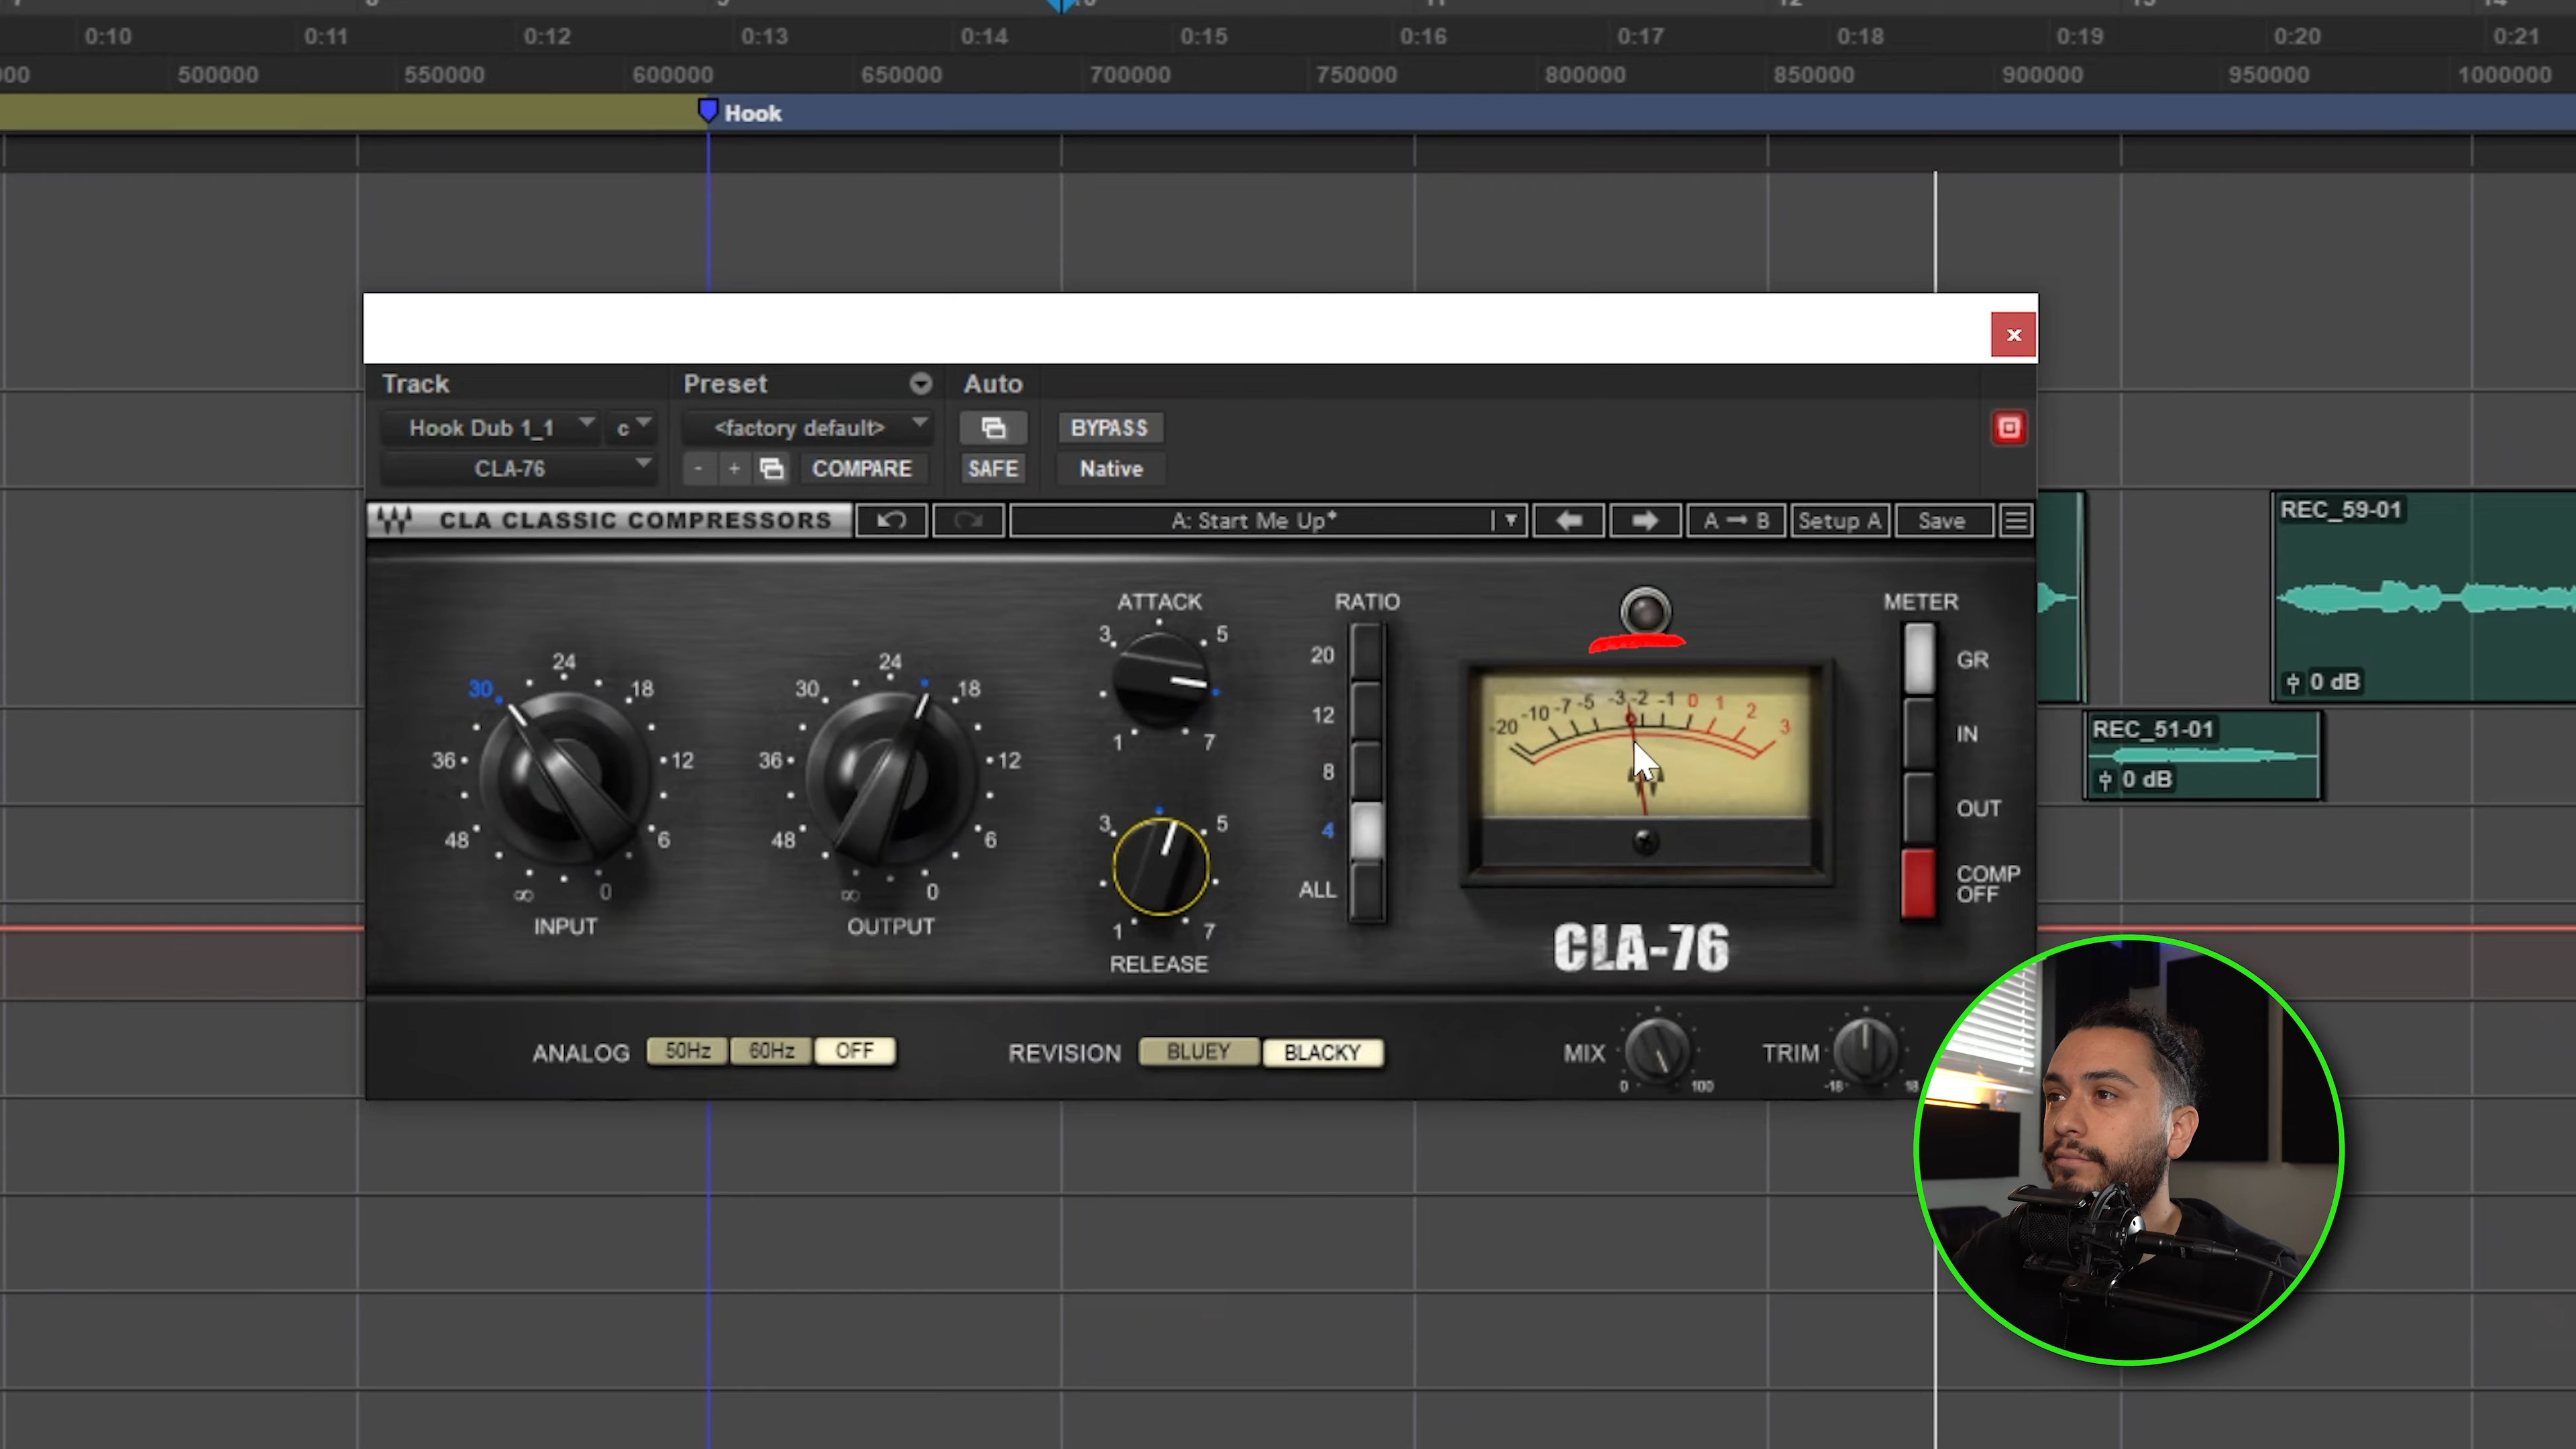 0:10 0:11 0:12 0:13 0:14 0:15 0:16 0:17 0:18 0:19 0:20 0:21
500000 550000 600000 650000 700000 750000 800000 850000 900000 950000 1000000
Hook
x
Track Preset Auto
Hook Dub 1_1 c <factory default> BYPASS
CLA-76 - + COMPARE SAFE Native
CLA CLASSIC COMPRESSORS A: Start Me Up* A → B Setup A Save
REC_59-01
0 dB
REC_51-01
0 dB
ATTACK RATIO METER
3 5
1 7
30 24 18
36 12
48 6
∞ 0
INPUT
30 24 18
36 12
48 6
∞ 0
OUTPUT
3 5
1 7
RELEASE
20
12
8
4
ALL
-20 -10 -7 -5 -3 -2 -1 0 1 2 3
GR
IN
OUT
COMP
OFF
CLA-76
ANALOG 50Hz 60Hz OFF REVISION BLUEY BLACKY MIX 0 100 TRIM -18 18